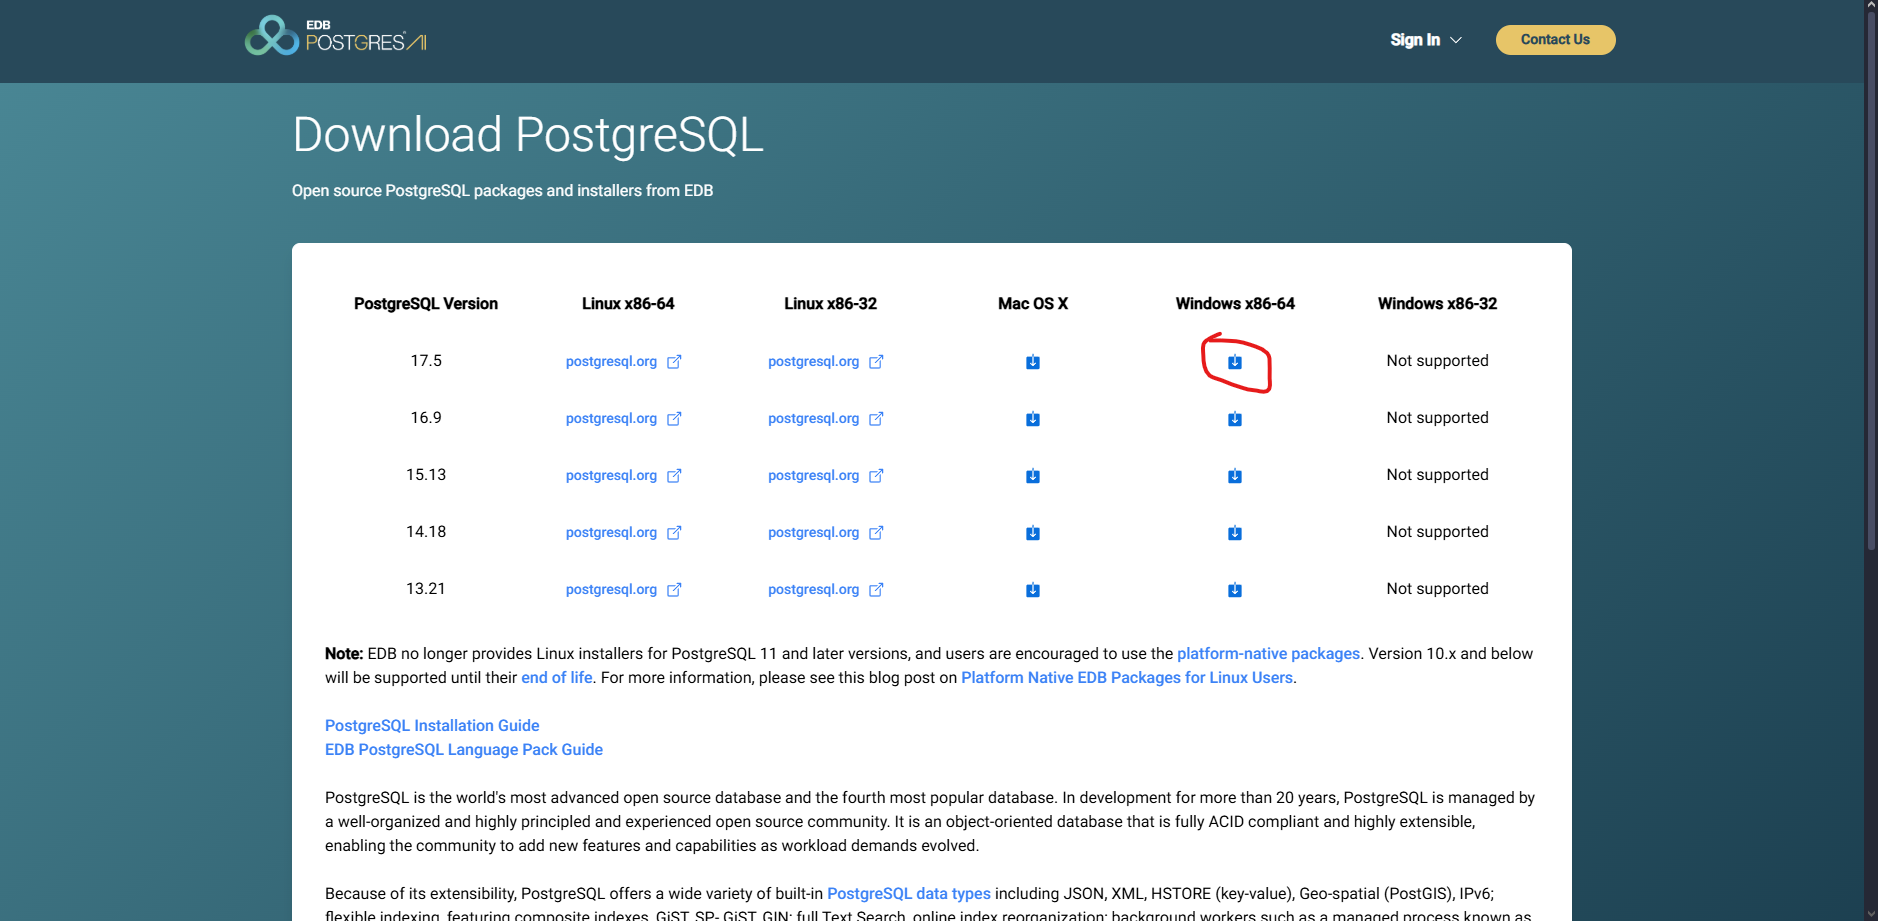 EDB
POSTGRES AI
Sign In
Contact Us
Download PostgreSQL
Open source PostgreSQL packages and installers from EDB
PostgreSQL Version Linux x86-64 Linux x86-32 Mac OS X Windows x86-64 Windows x86-32
17.5 postgresql.org postgresql.org Not supported
16.9 postgresql.org postgresql.org Not supported
15.13 postgresql.org postgresql.org Not supported
14.18 postgresql.org postgresql.org Not supported
13.21 postgresql.org postgresql.org Not supported
Note: EDB no longer provides Linux installers for PostgreSQL 11 and later versions, and users are encouraged to use the platform-native packages. Version 10.x and below
will be supported until their end of life. For more information, please see this blog post on Platform Native EDB Packages for Linux Users.
PostgreSQL Installation Guide
EDB PostgreSQL Language Pack Guide
PostgreSQL is the world's most advanced open source database and the fourth most popular database. In development for more than 20 years, PostgreSQL is managed by
a well-organized and highly principled and experienced open source community. It is an object-oriented database that is fully ACID compliant and highly extensible,
enabling the community to add new features and capabilities as workload demands evolved.
Because of its extensibility, PostgreSQL offers a wide variety of built-in PostgreSQL data types including JSON, XML, HSTORE (key-value), Geo-spatial (PostGIS), IPv6;
flexible indexing, featuring composite indexes, GiST, SP- GiST, GIN; full Text Search, online index reorganization; background workers such as a managed process known as